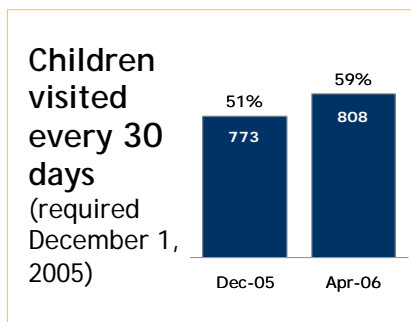 Children
visited
every 30
days
(required
December 1,
2005)
51%
59%
773
808
Dec-05
Apr-06